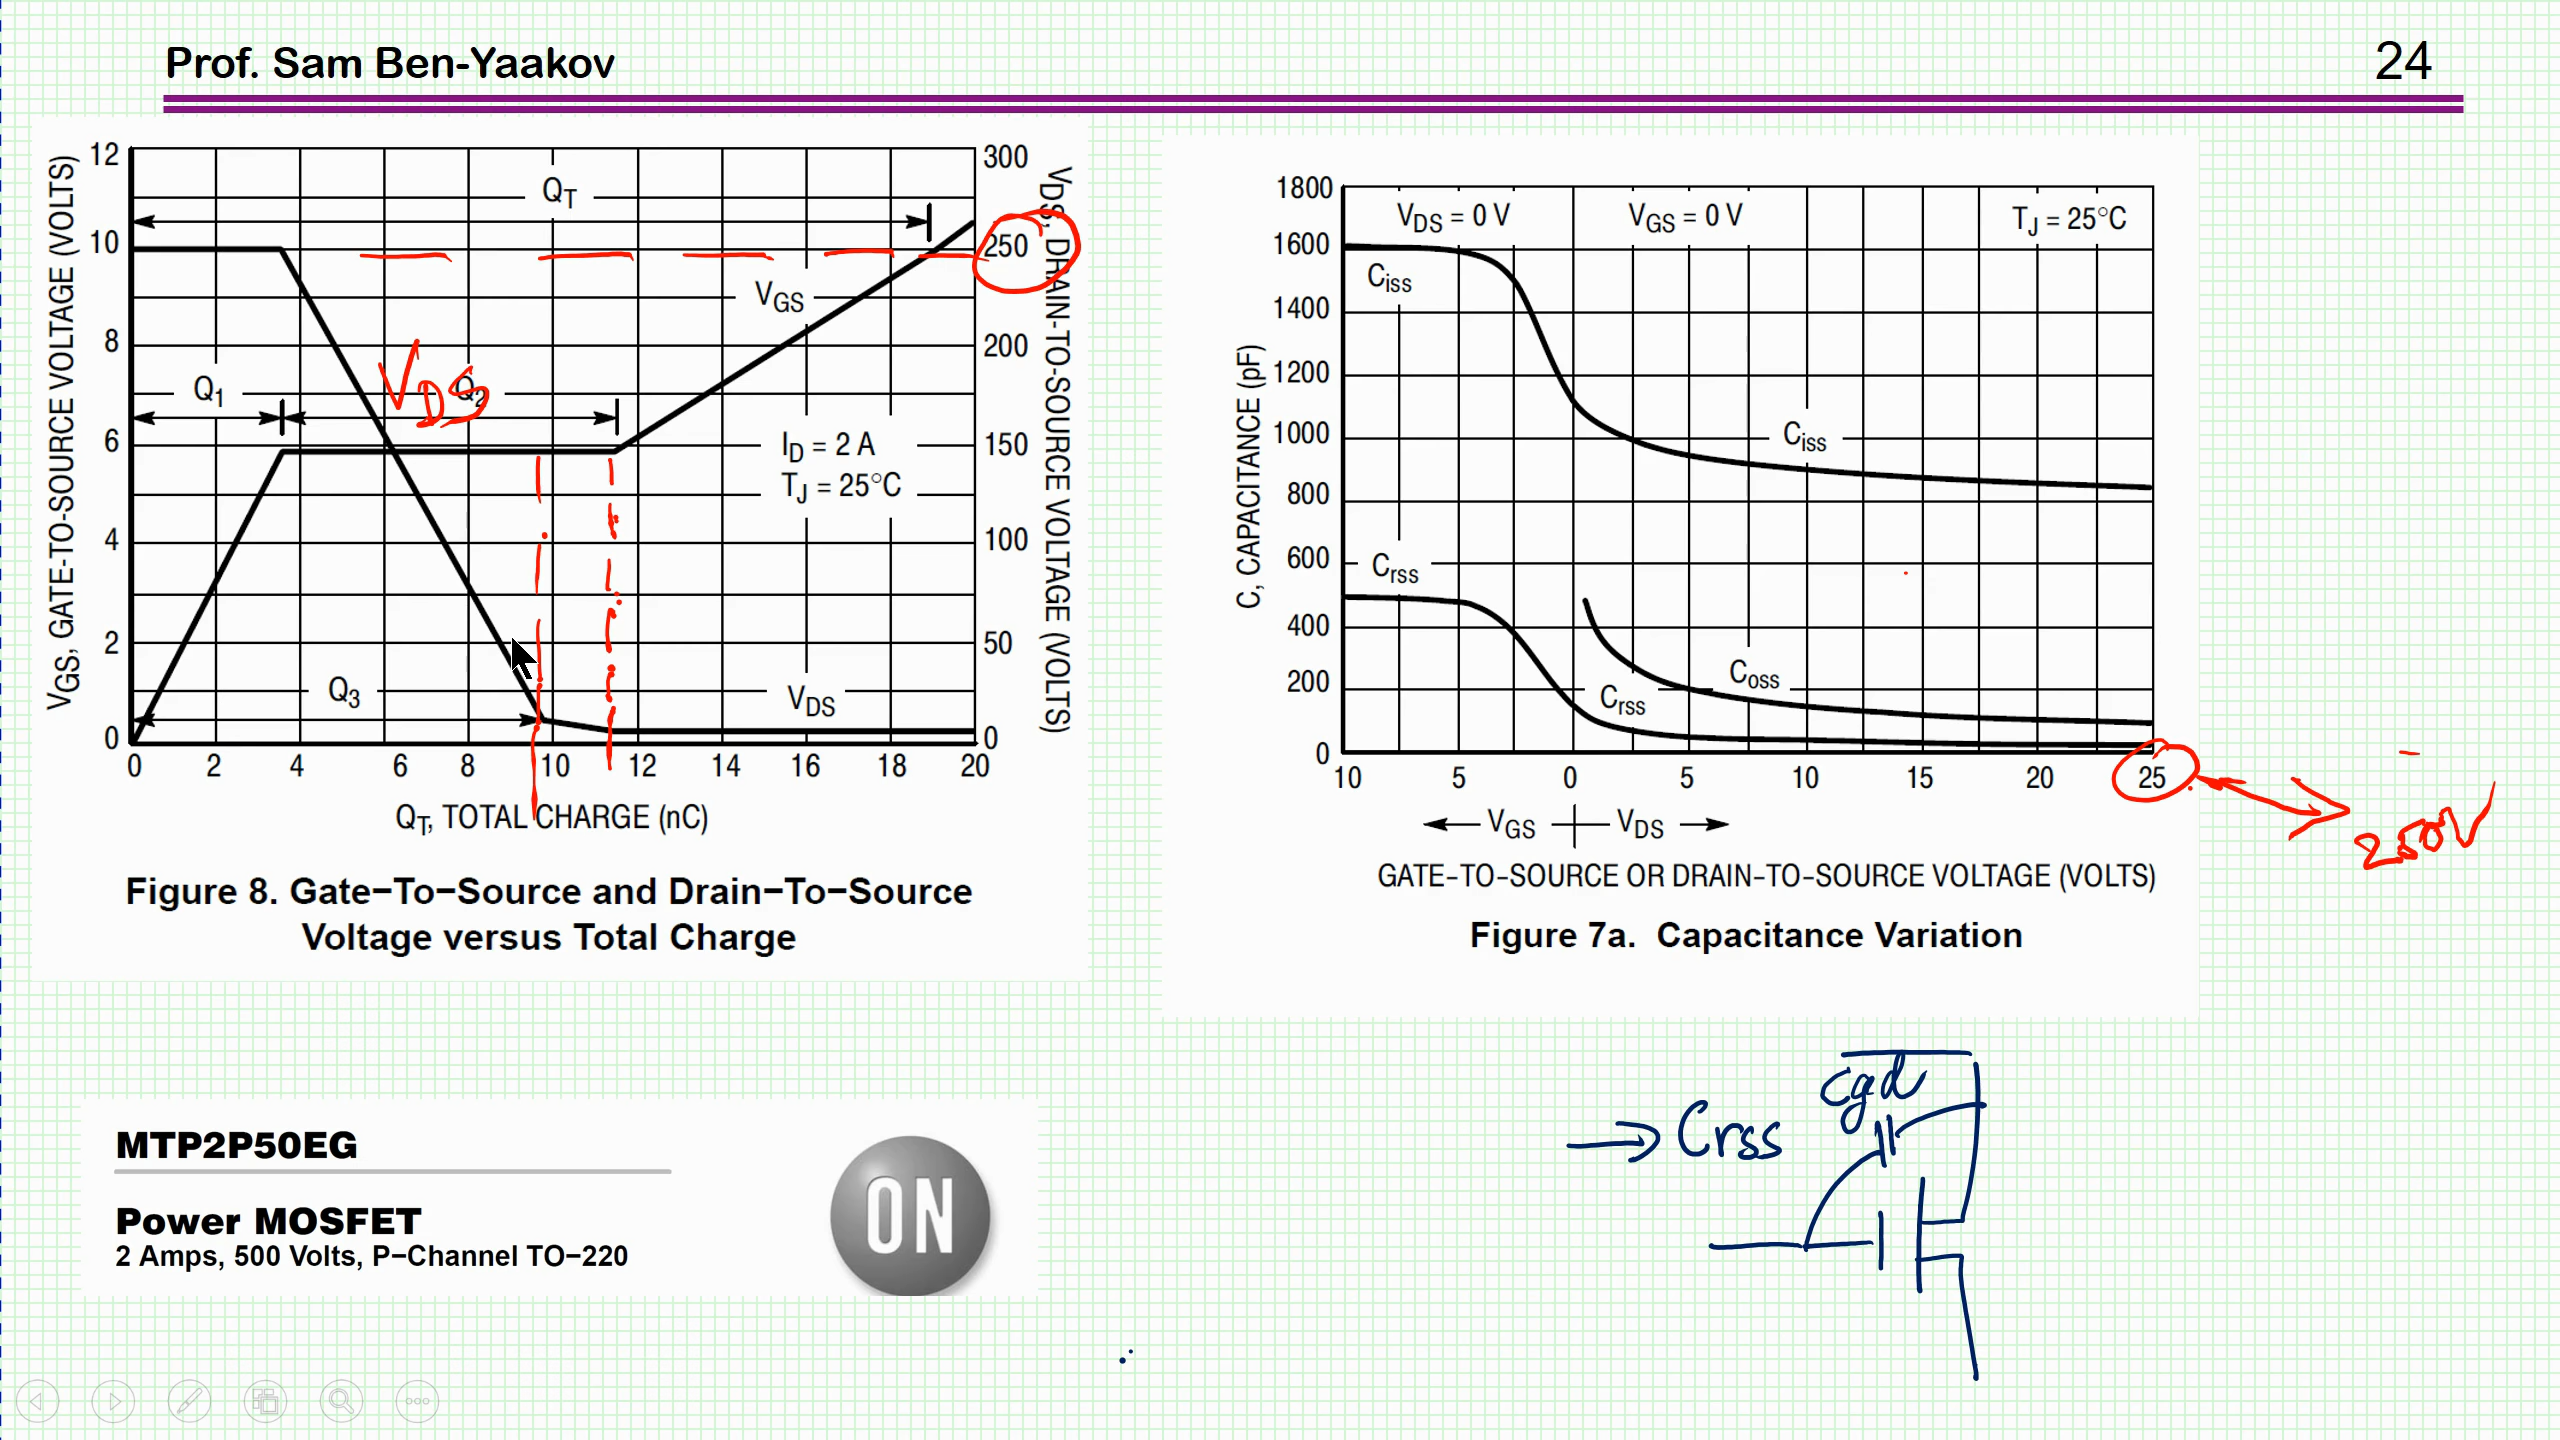 Prof. Sam Ben-Yaakov
24
VGS, GATE-TO-SOURCE VOLTAGE (VOLTS)
12
10
8
6
4
2
0
QT
VGS
Q1
Q2
VDS
ID = 2 A
TJ = 25°C
Q3
VDS
300
250
200
150
100
50
0
VDS, DRAIN-TO-SOURCE VOLTAGE (VOLTS)
0 2 4 6 8 10 12 14 16 18 20
QT, TOTAL CHARGE (nC)
Figure 8. Gate-To-Source and Drain-To-Source
Voltage versus Total Charge
C, CAPACITANCE (pF)
1800
1600
1400
1200
1000
800
600
400
200
0
VDS = 0 V
VGS = 0 V
TJ = 25°C
Ciss
Ciss
Crss
Coss
Crss
10 5 0 5 10 15 20 25
250V
VGS
VDS
GATE-TO-SOURCE OR DRAIN-TO-SOURCE VOLTAGE (VOLTS)
Figure 7a. Capacitance Variation
Cgd
Crss
MTP2P50EG
Power MOSFET
2 Amps, 500 Volts, P-Channel TO-220
ON